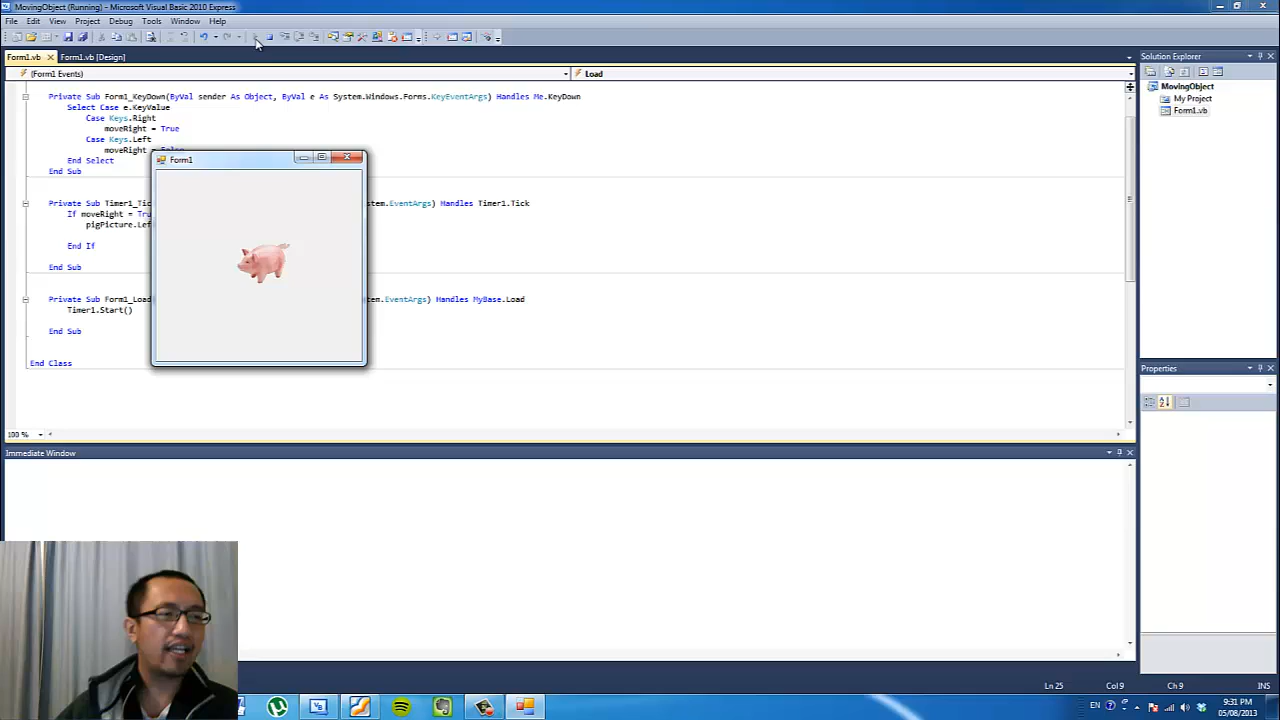 MovingObject (Running) - Microsoft Visual Basic 2010 Express
File Edit View Project Debug Tools Window Help
Form1.vb Form1.vb [Design]
(Form1 Events) Load
Private Sub Form1_KeyDown(ByVal sender As Object, ByVal e As System.Windows.Forms.KeyEventArgs) Handles Me.KeyDown
Select Case e.KeyValue
Case Keys.Right
moveRight = True
Case Keys.Left
moveRight =
End Select
End Sub
Private Sub Timer1_Tic stem.EventArgs) Handles Timer1.Tick
If moveRight = Tru
pigPicture.Lef
End If
End Sub
Private Sub Form1_Load tem.EventArgs) Handles MyBase.Load
Timer1.Start()
End Sub
End Class
Form1
100 %
Immediate Window
Solution Explorer
MovingObject
My Project
Form1.vb
Properties
Ln 25 Col 9 Ch 9 INS
EN 9:31 PM
05/08/2013